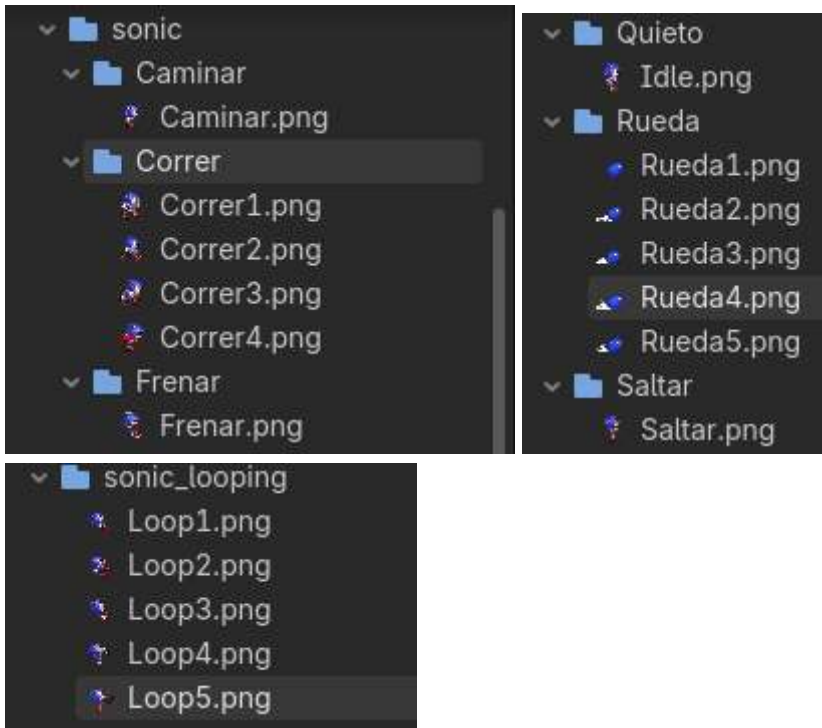 sonic
Caminar
Caminar.png
Correr
Correr1.png
Correr2.png
Correr3.png
Correr4.png
Frenar
Frenar.png
Quieto
Idle.png
Rueda
Rueda1.png
Rueda2.png
Rueda3.png
Rueda4.png
Rueda5.png
Saltar
Saltar.png
sonic_looping
Loop1.png
Loop2.png
Loop3.png
Loop4.png
Loop5.png